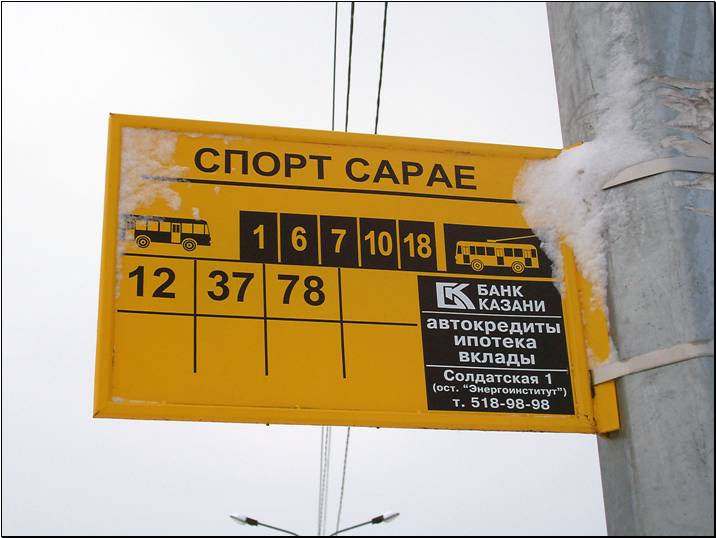 СПОРТ САРАЕ
1 6 7 10 18
12 37 78
БАНК
КАЗАНИ
автокредиты
ипотека
вклады
Солдатская 1
(ост. "Энергоинститут")
т. 518-98-98